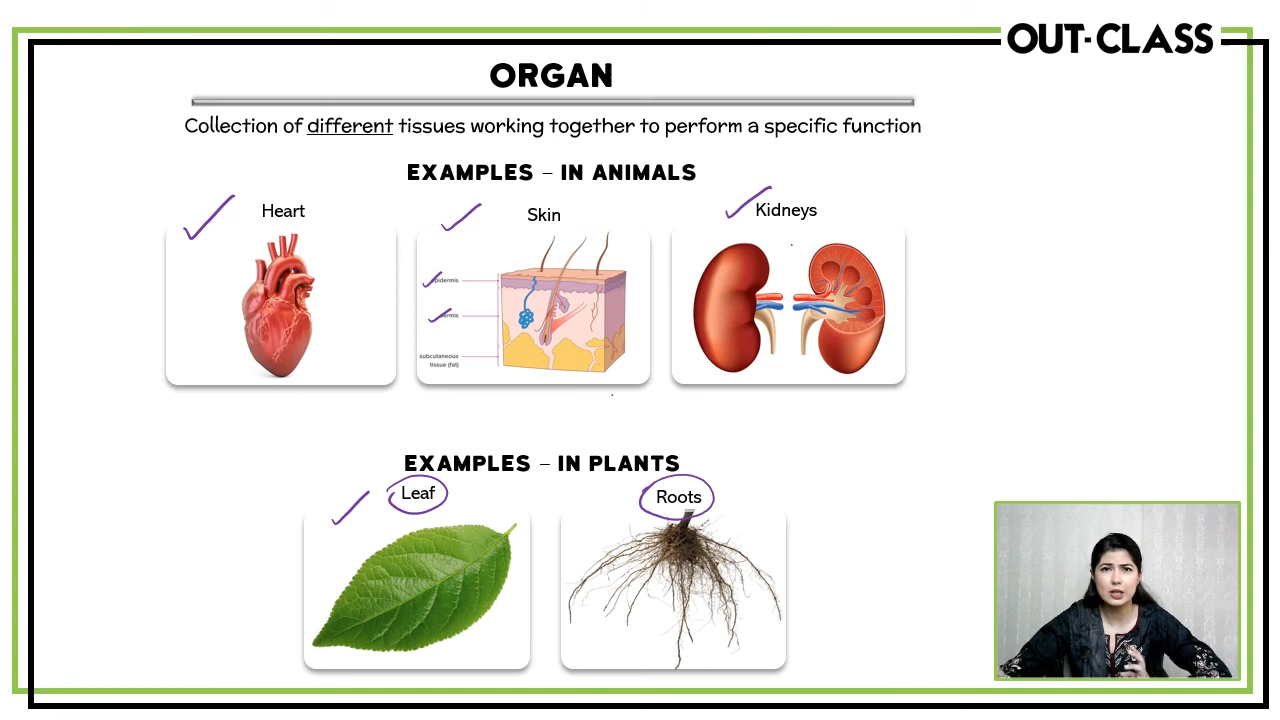 OUT-CLASS
ORGAN
Collection of different tissues working together to perform a specific function
EXAMPLES – IN ANIMALS
Heart
Skin
Kidneys
subcutaneous
tissue (fat)
EXAMPLES – IN PLANTS
Leaf
Roots